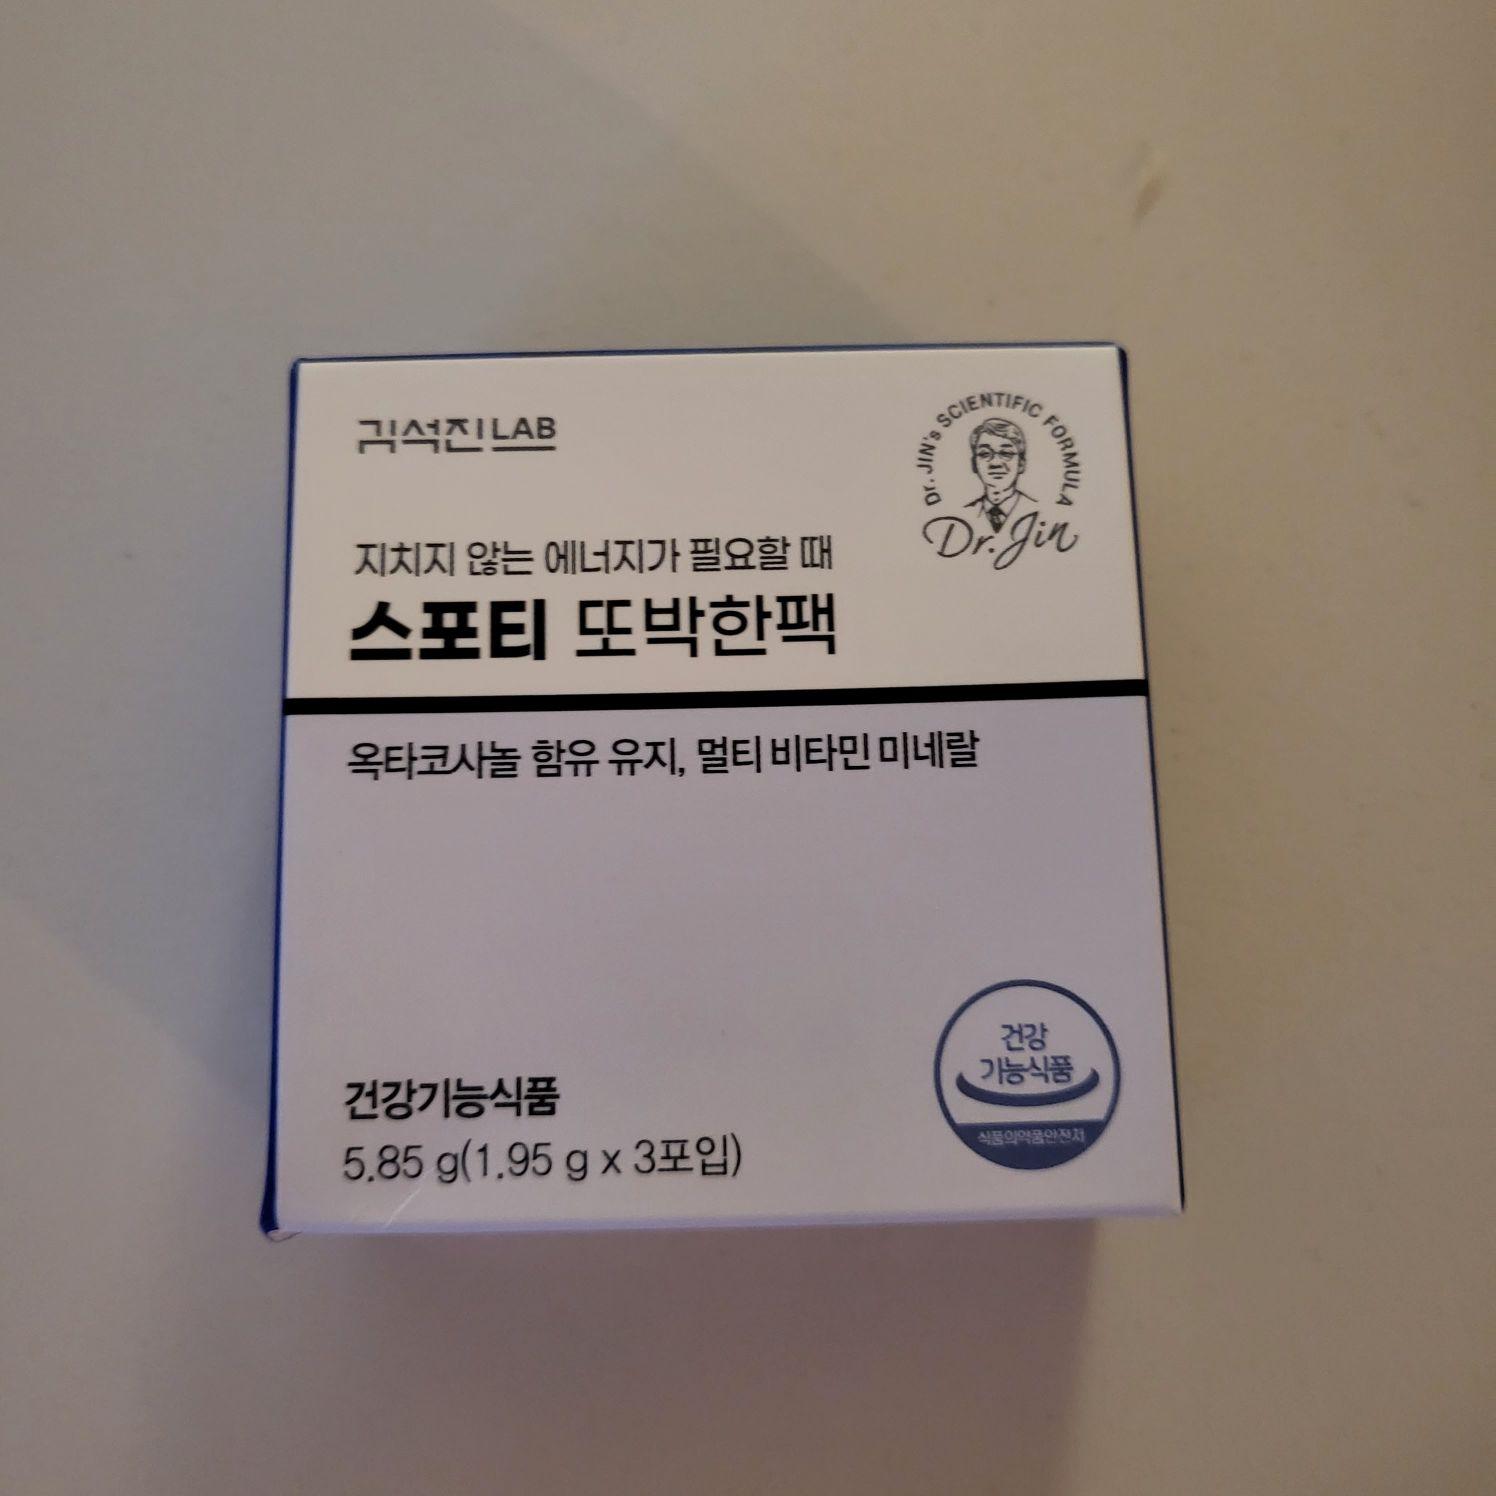 김석진LAB
Dr. JIN's SCIENTIFIC FORMULA
Dr. Jin
지치지 않는 에너지가 필요할 때
스포티 또박한팩
옥타코사놀 함유 유지, 멀티 비타민 미네랄
건강
기능식품
식품의약품안전처
건강기능식품
5.85 g(1.95 g x 3포입)